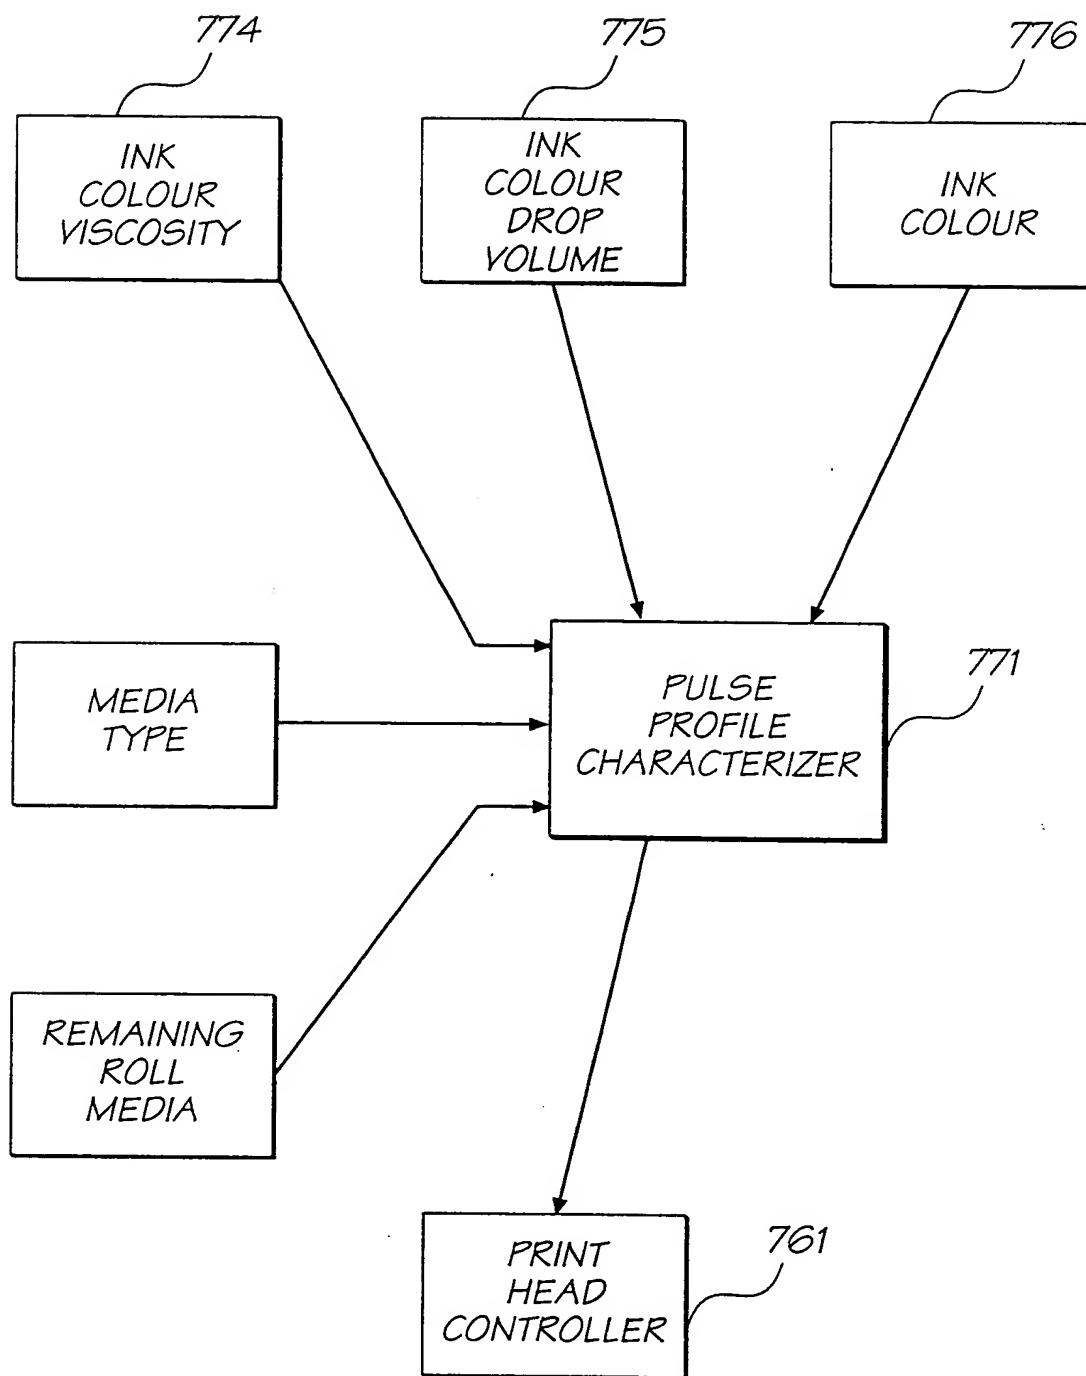 774
775
776
INK
COLOUR
VISCOSITY
INK
COLOUR
DROP
VOLUME
INK
COLOUR
MEDIA
TYPE
PULSE
PROFILE
CHARACTERIZER
771
REMAINING
ROLL
MEDIA
PRINT
HEAD
CONTROLLER
761